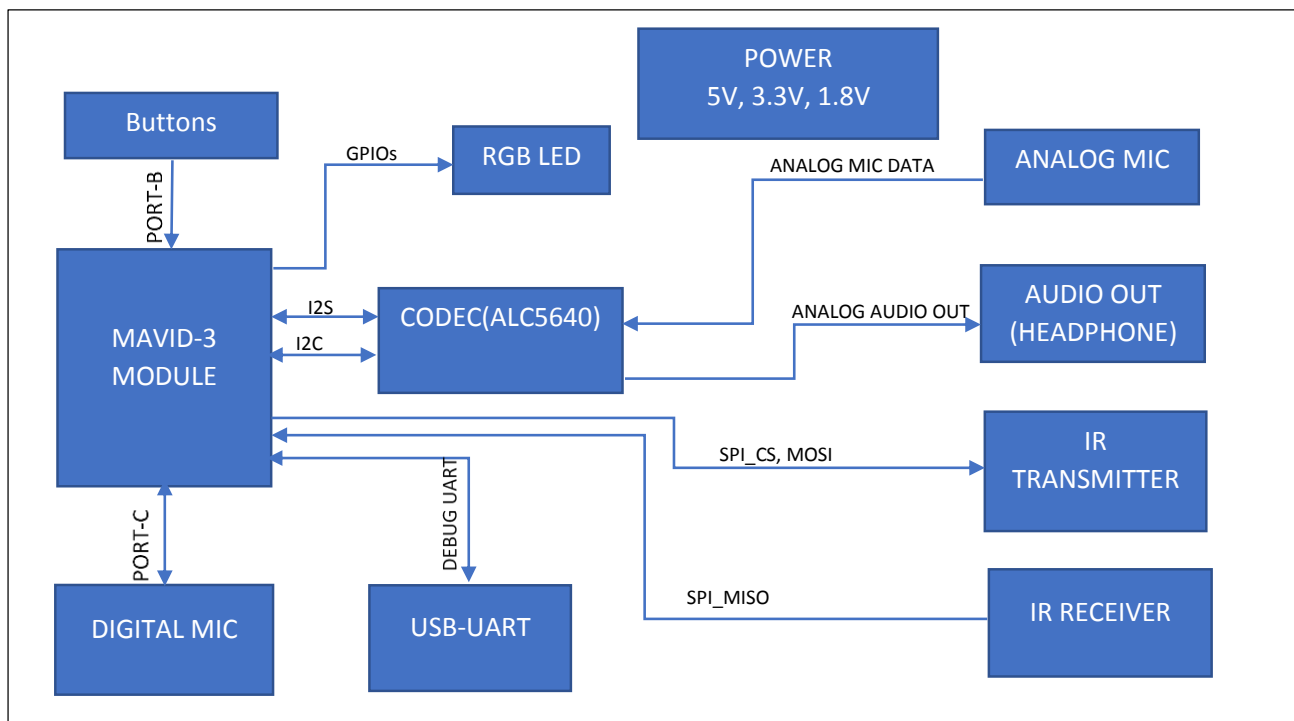 POWER
5V, 3.3V, 1.8V
Buttons
GPIOs
RGB LED
ANALOG MIC DATA
ANALOG MIC
PORT-B
MAVID-3
MODULE
I2S
I2C
CODEC(ALC5640)
ANALOG AUDIO OUT
AUDIO OUT
(HEADPHONE)
SPI_CS, MOSI
IR
TRANSMITTER
PORT-C
DEBUG UART
DIGITAL MIC
USB-UART
SPI_MISO
IR RECEIVER